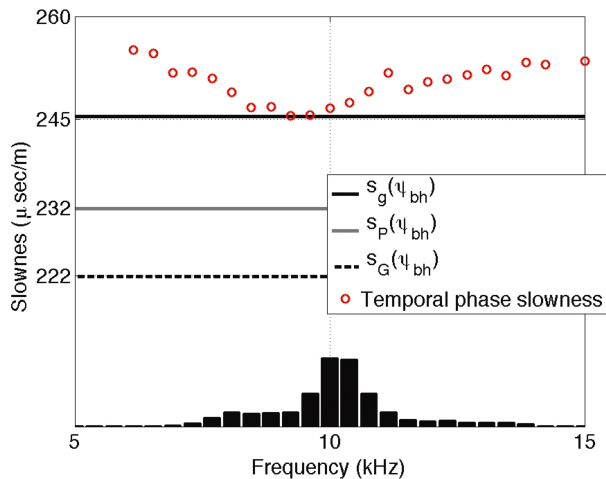 260
245
232
222
Slownes (μ sec/m)
s_g(ψ_bh)
s_P(ψ_bh)
s_G(ψ_bh)
Temporal phase slowness
5
10
15
Frequency (kHz)